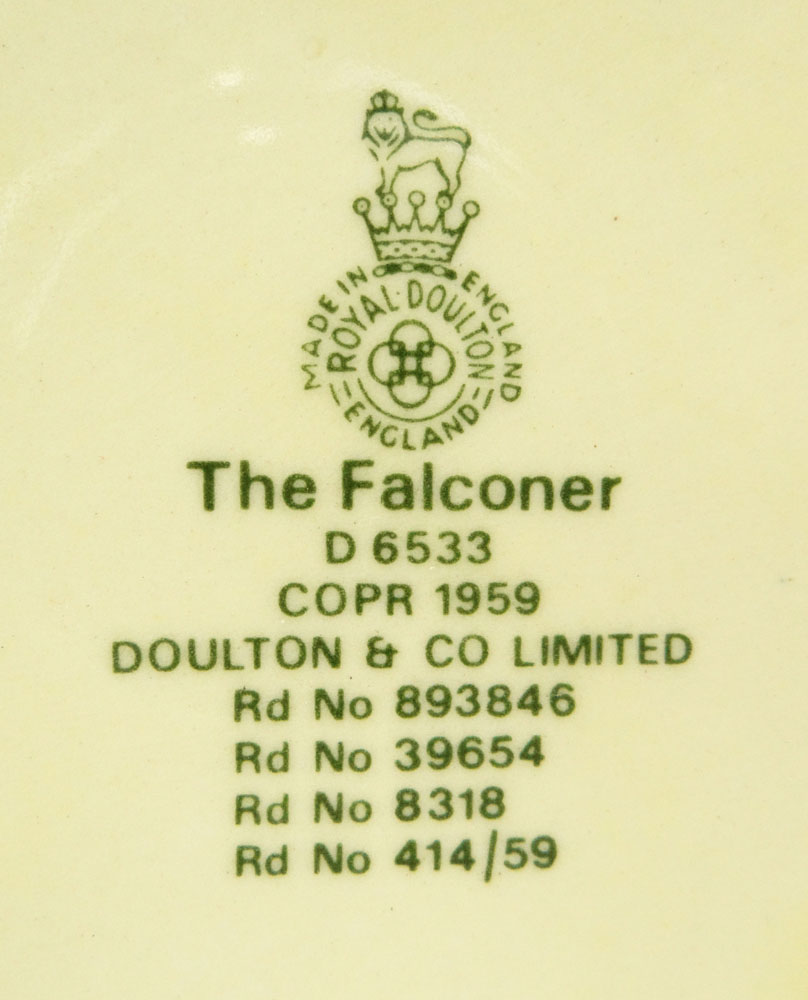 MADE IN ENGLAND
ROYAL·DOULTON
ENGLAND
The Falconer
D 6533
COPR 1959
DOULTON & CO LIMITED
Rd No 893846
Rd No 39654
Rd No 8318
Rd No 414/59